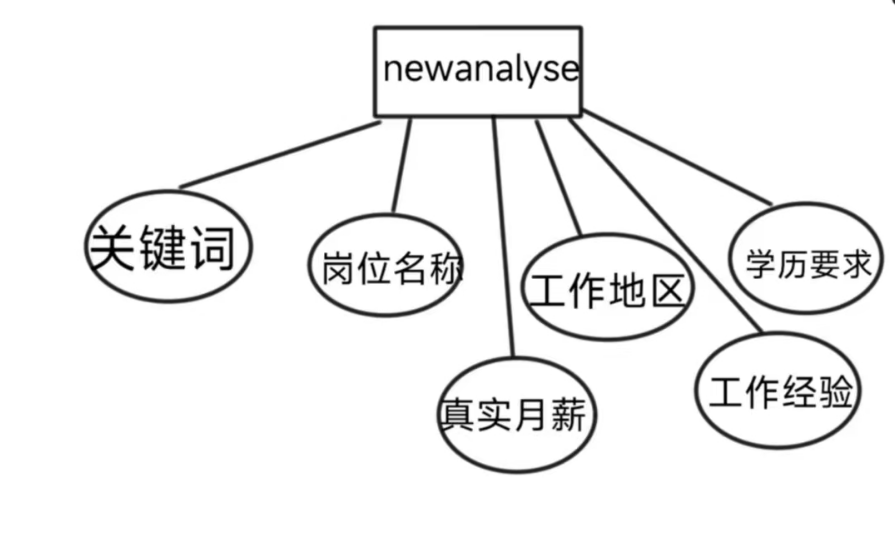 newanalyse
关键词
岗位名称
工作地区
学历要求
真实月薪
工作经验